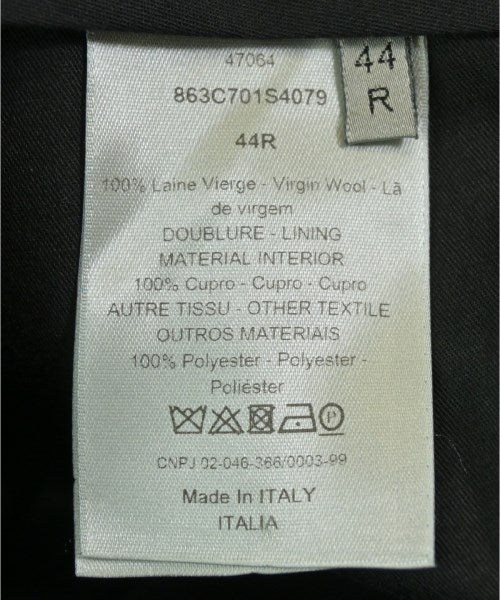 47064
44
R
863C701S4079
44R
100% Laine Vierge - Virgin Wool - Lã
de virgem
DOUBLURE - LINING
MATERIAL INTERIOR
100% Cupro - Cupro - Cupro
AUTRE TISSU - OTHER TEXTILE
OUTROS MATERIAIS
100% Polyester - Polyester -
Poliéster
P
CNPJ 02-046-366/0003-99
Made In ITALY
ITALIA